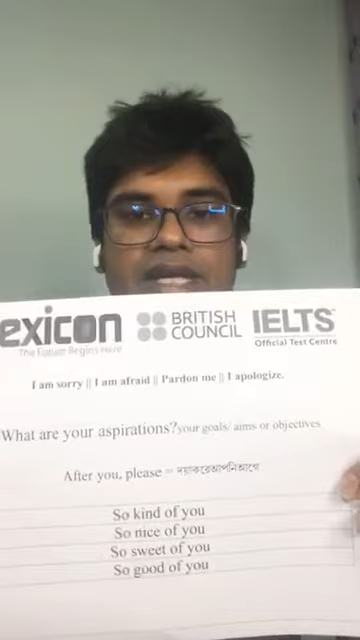 exicon
The Future Begins Here
BRITISH
COUNCIL
IELTS
Official Test Centre
I am sorry || I am afraid || Pardon me || I apologize.
What are your aspirations?your goals/ aims or objectives
After you, please = দয়াকরেআপনিআগে
So kind of you
So nice of you
So sweet of you
So good of you